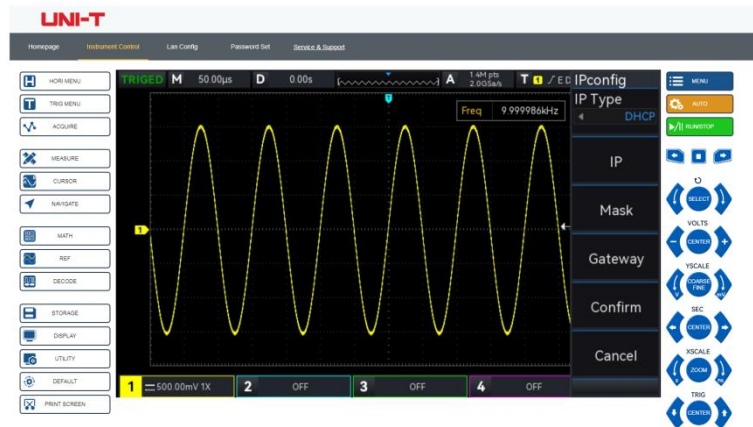 UNI-T
Homepage Instrument Control Lan Config Password Set Service & Support
HORI MENU
TRIG MENU
ACQUIRE
MEASURE
CURSOR
NAVIGATE
MATH
REF
DECODE
STORAGE
DISPLAY
UTILITY
DEFAULT
PRINT SCREEN
TRIGED M 50.00μs D 0.00s A 1.4M pts 2.0GSa/s T 1 E D
T
Freq 9.999986kHz
1
IPconfig
IP Type
DHCP
IP
Mask
Gateway
Confirm
Cancel
1 500.00mV 1X 2 OFF 3 OFF 4 OFF
MENU
AUTO
RUN/STOP
SELECT
VOLTS
CENTER
YSCALE
COARSE
FINE
V mV
SEC
CENTER
XSCALE
ZOOM
TRIG
CENTER